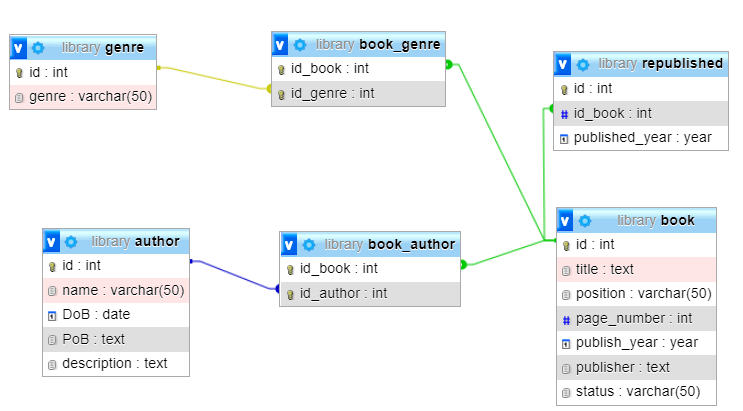 library genre
id : int
genre : varchar(50)
library book_genre
id_book : int
id_genre : int
library republished
id : int
id_book : int
published_year : year
library author
id : int
name : varchar(50)
DoB : date
PoB : text
description : text
library book_author
id_book : int
id_author : int
library book
id : int
title : text
position : varchar(50)
page_number : int
publish_year : year
publisher : text
status : varchar(50)